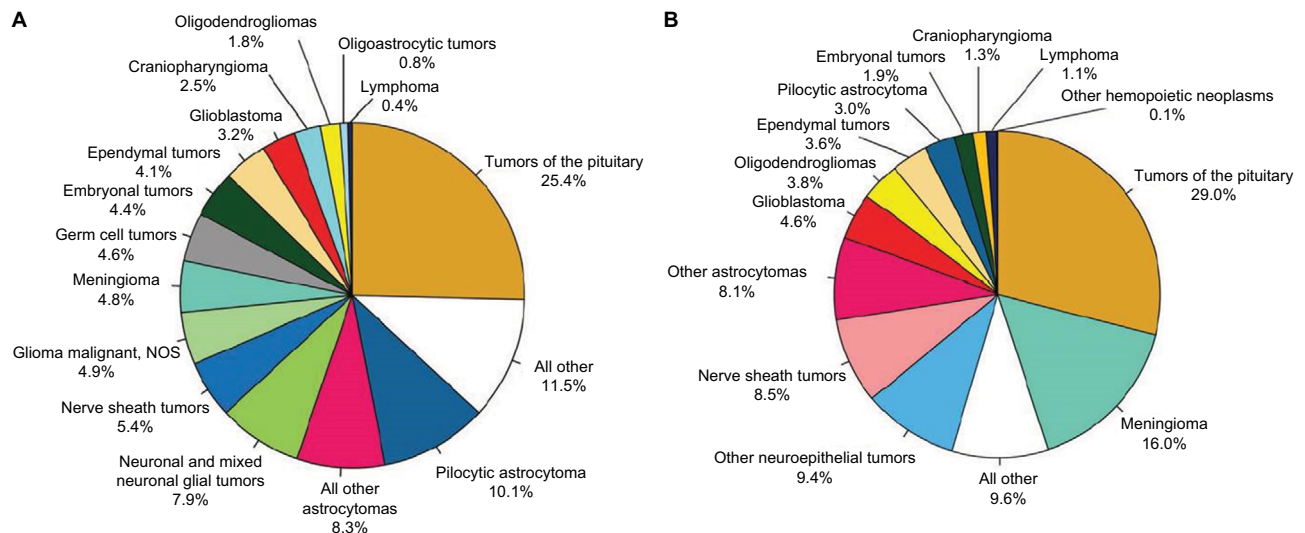 A
Oligodendrogliomas
1.8%
Oligoastrocytic tumors
0.8%
Craniopharyngioma
2.5%
Lymphoma
0.4%
Glioblastoma
3.2%
Ependymal tumors
4.1%
Embryonal tumors
4.4%
Germ cell tumors
4.6%
Meningioma
4.8%
Glioma malignant, NOS
4.9%
Nerve sheath tumors
5.4%
Neuronal and mixed
neuronal glial tumors
7.9%
All other
astrocytomas
8.3%
Pilocytic astrocytoma
10.1%
All other
11.5%
Tumors of the pituitary
25.4%
B
Craniopharyngioma
1.3%
Embryonal tumors
1.9%
Lymphoma
1.1%
Pilocytic astrocytoma
3.0%
Other hemopoietic neoplasms
0.1%
Ependymal tumors
3.6%
Oligodendrogliomas
3.8%
Glioblastoma
4.6%
Other astrocytomas
8.1%
Nerve sheath tumors
8.5%
Other neuroepithelial tumors
9.4%
All other
9.6%
Meningioma
16.0%
Tumors of the pituitary
29.0%